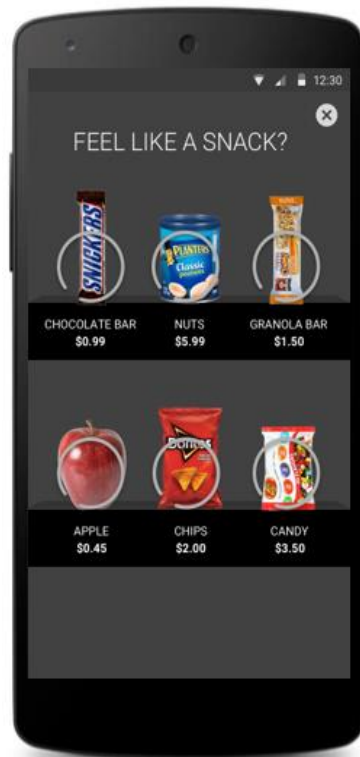 12:30
FEEL LIKE A SNACK?
SNICKERS
PLANTERS
Classic
peanuts
CHOCOLATE BAR
NUTS
GRANOLA BAR
$0.99
$5.99
$1.50
Doritos
APPLE
CHIPS
CANDY
$0.45
$2.00
$3.50